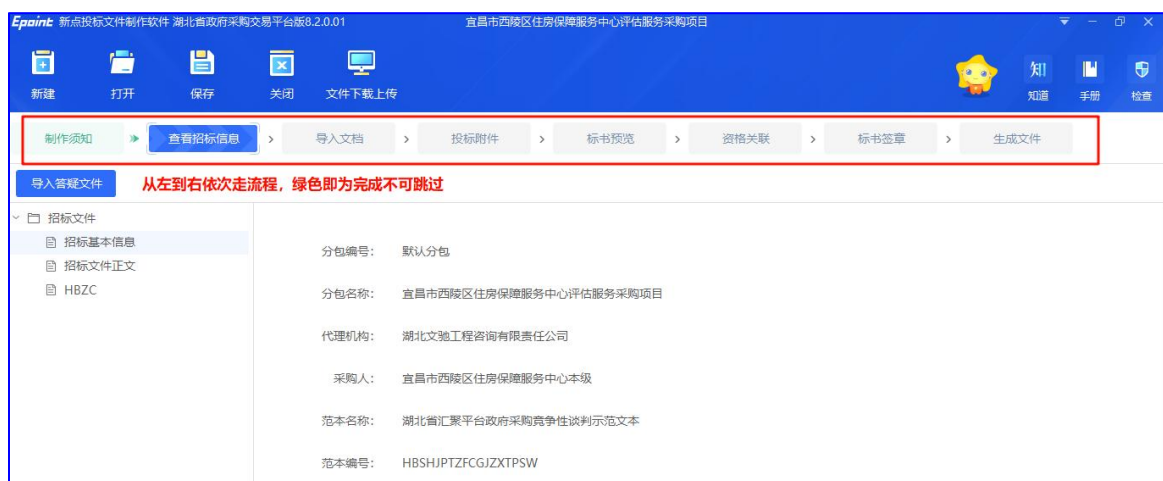 Epoint 新点投标文件制作软件 湖北省政府采购交易平台版8.2.0.01 宜昌市西陵区住房保障服务中心评估服务采购项目
新建 打开 保存 关闭 文件下载上传 知 知道 手册 检查
制作须知 查看招标信息 > 导入文档 > 投标附件 > 标书预览 > 资格关联 > 标书签章 > 生成文件
导入答疑文件 从左到右依次走流程，绿色即为完成不可跳过
招标文件
招标基本信息
招标文件正文
HBZC
分包编号： 默认分包
分包名称： 宜昌市西陵区住房保障服务中心评估服务采购项目
代理机构： 湖北文驰工程咨询有限责任公司
采购人： 宜昌市西陵区住房保障服务中心本级
范本名称： 湖北省汇聚平台政府采购竞争性谈判示范文本
范本编号： HBSHJPTZFCGJZXTPSW